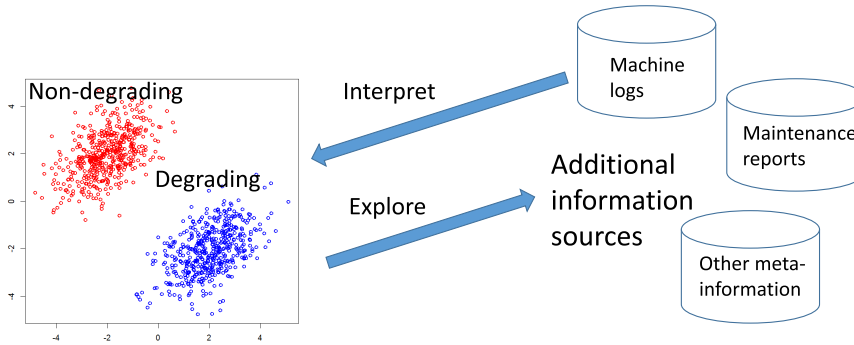 Non-degrading
Degrading
4
2
0
-2
-4
-4
-2
0
2
4
Interpret
Explore
Additional
information
sources
Machine
logs
Maintenance
reports
Other meta-
information